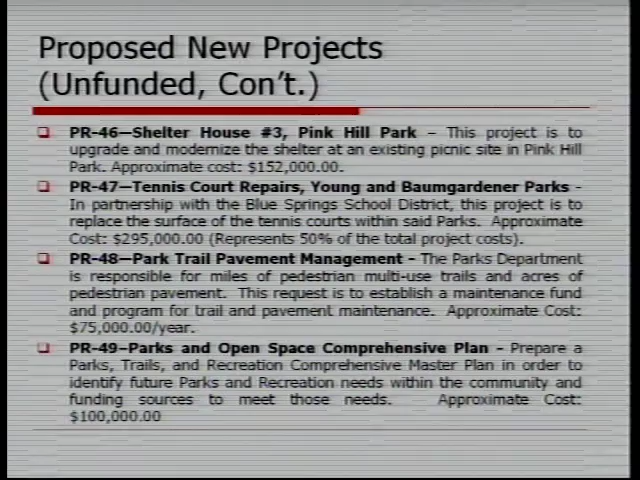 Proposed New Projects
(Unfunded, Con't.)
PR-46—Shelter House #3, Pink Hill Park – This project is to
upgrade and modernize the shelter at an existing picnic site in Pink Hill
Park. Approximate cost: $152,000.00.
PR-47—Tennis Court Repairs, Young and Baumgardener Parks -
In partnership with the Blue Springs School District, this project is to
replace the surface of the tennis courts within said Parks. Approximate
Cost: $295,000.00 (Represents 50% of the total project costs).
PR-48—Park Trail Pavement Management - The Parks Department
is responsible for miles of pedestrian multi-use trails and acres of
pedestrian pavement. This request is to establish a maintenance fund
and program for trail and pavement maintenance. Approximate Cost:
$75,000.00/year.
PR-49–Parks and Open Space Comprehensive Plan - Prepare a
Parks, Trails, and Recreation Comprehensive Master Plan in order to
identify future Parks and Recreation needs within the community and
funding sources to meet those needs. Approximate Cost:
$100,000.00